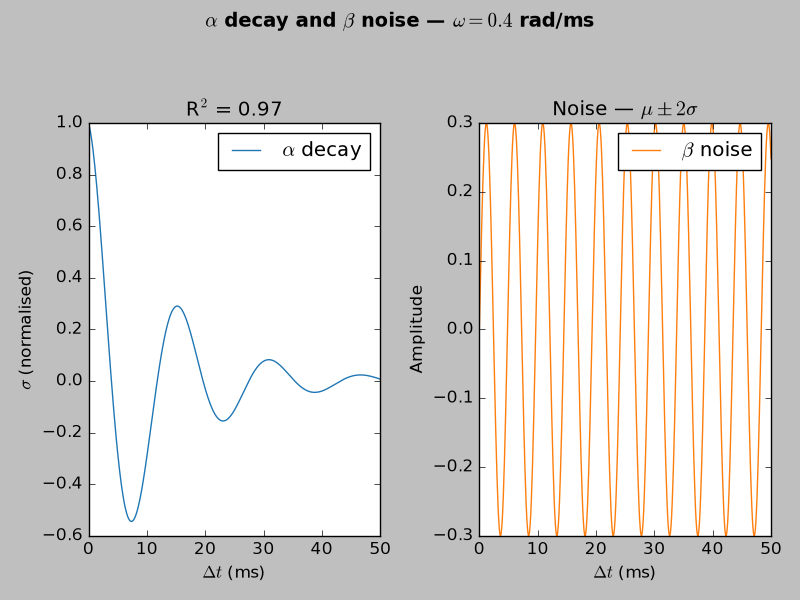 α decay and β noise — ω = 0.4 rad/ms
R² = 0.97
α decay
1.0
0.8
0.6
0.4
0.2
0.0
−0.2
−0.4
−0.6
σ (normalised)
0 10 20 30 40 50
Δt (ms)
Noise — μ ± 2σ
β noise
0.3
0.2
0.1
0.0
−0.1
−0.2
−0.3
Amplitude
0 10 20 30 40 50
Δt (ms)